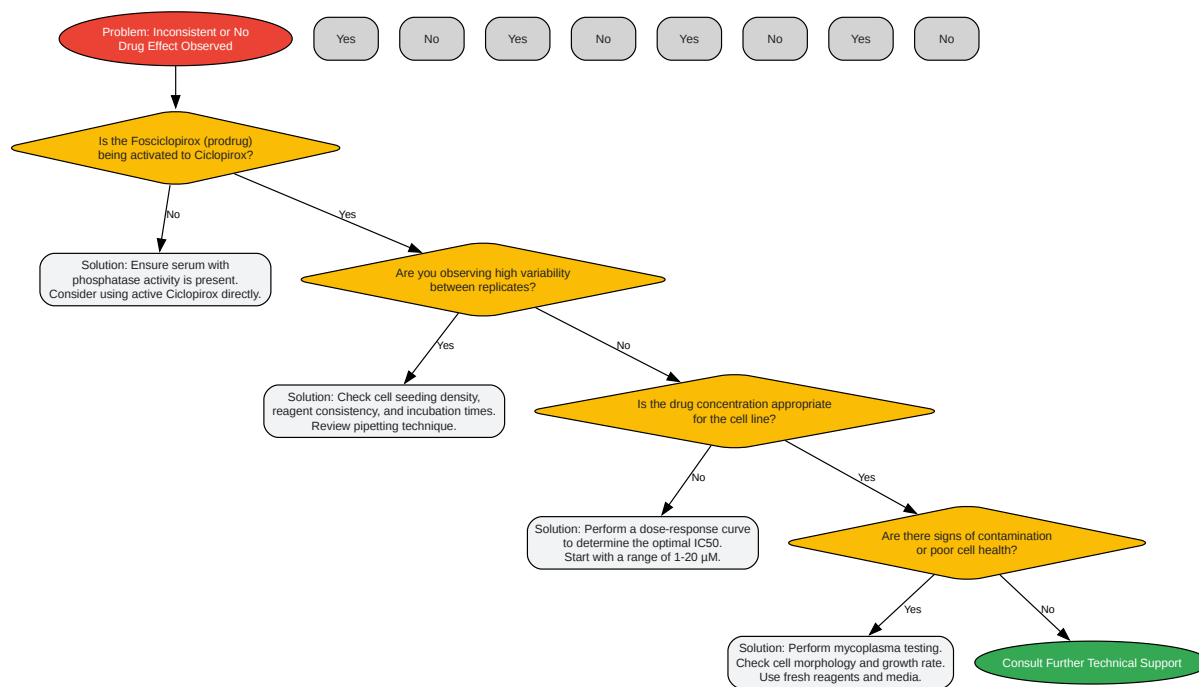 Problem: Inconsistent or No
Drug Effect Observed
Yes
No
Yes
No
Yes
No
Yes
No
Is the Fosciclopirox (prodrug)
being activated to Ciclopirox?
No
Yes
Solution: Ensure serum with
phosphatase activity is present.
Consider using active Ciclopirox directly.
Are you observing high variability
between replicates?
Yes
No
Solution: Check cell seeding density,
reagent consistency, and incubation times.
Review pipetting technique.
Is the drug concentration appropriate
for the cell line?
No
Yes
Solution: Perform a dose-response curve
to determine the optimal IC50.
Start with a range of 1-20 µM.
Are there signs of contamination
or poor cell health?
Yes
No
Solution: Perform mycoplasma testing.
Check cell morphology and growth rate.
Use fresh reagents and media.
Consult Further Technical Support